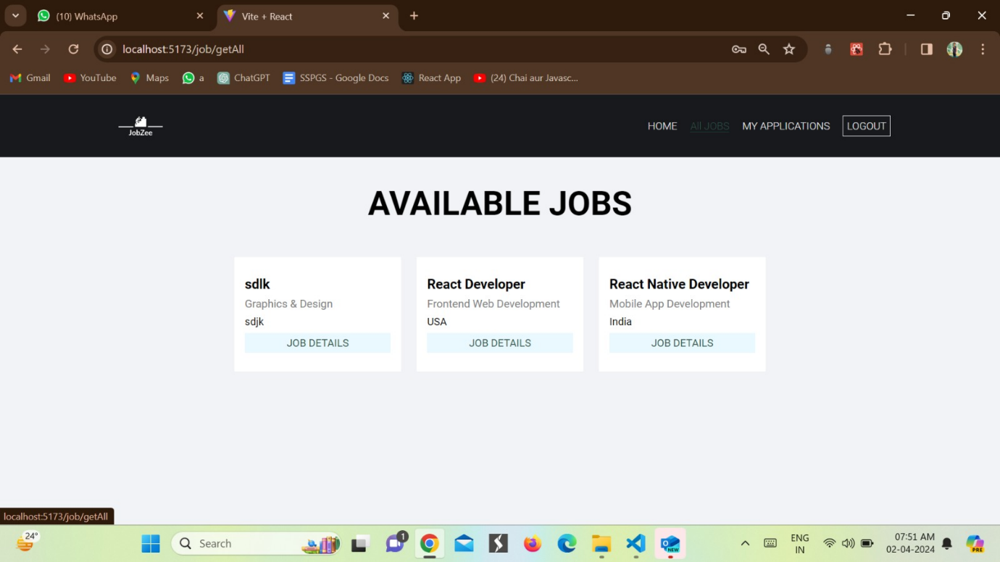 (10) WhatsApp
Vite + React
localhost:5173/job/getAll
Gmail YouTube Maps a ChatGPT SSPGS - Google Docs React App (24) Chai aur Javasc...
JobZee
HOME All JOBS MY APPLICATIONS LOGOUT
AVAILABLE JOBS
sdlk
Graphics & Design
sdjk
JOB DETAILS
React Developer
Frontend Web Development
USA
JOB DETAILS
React Native Developer
Mobile App Development
India
JOB DETAILS
localhost:5173/job/getAll
24°
Search
1
NEW
ENG
IN
07:51 AM
02-04-2024
PRE